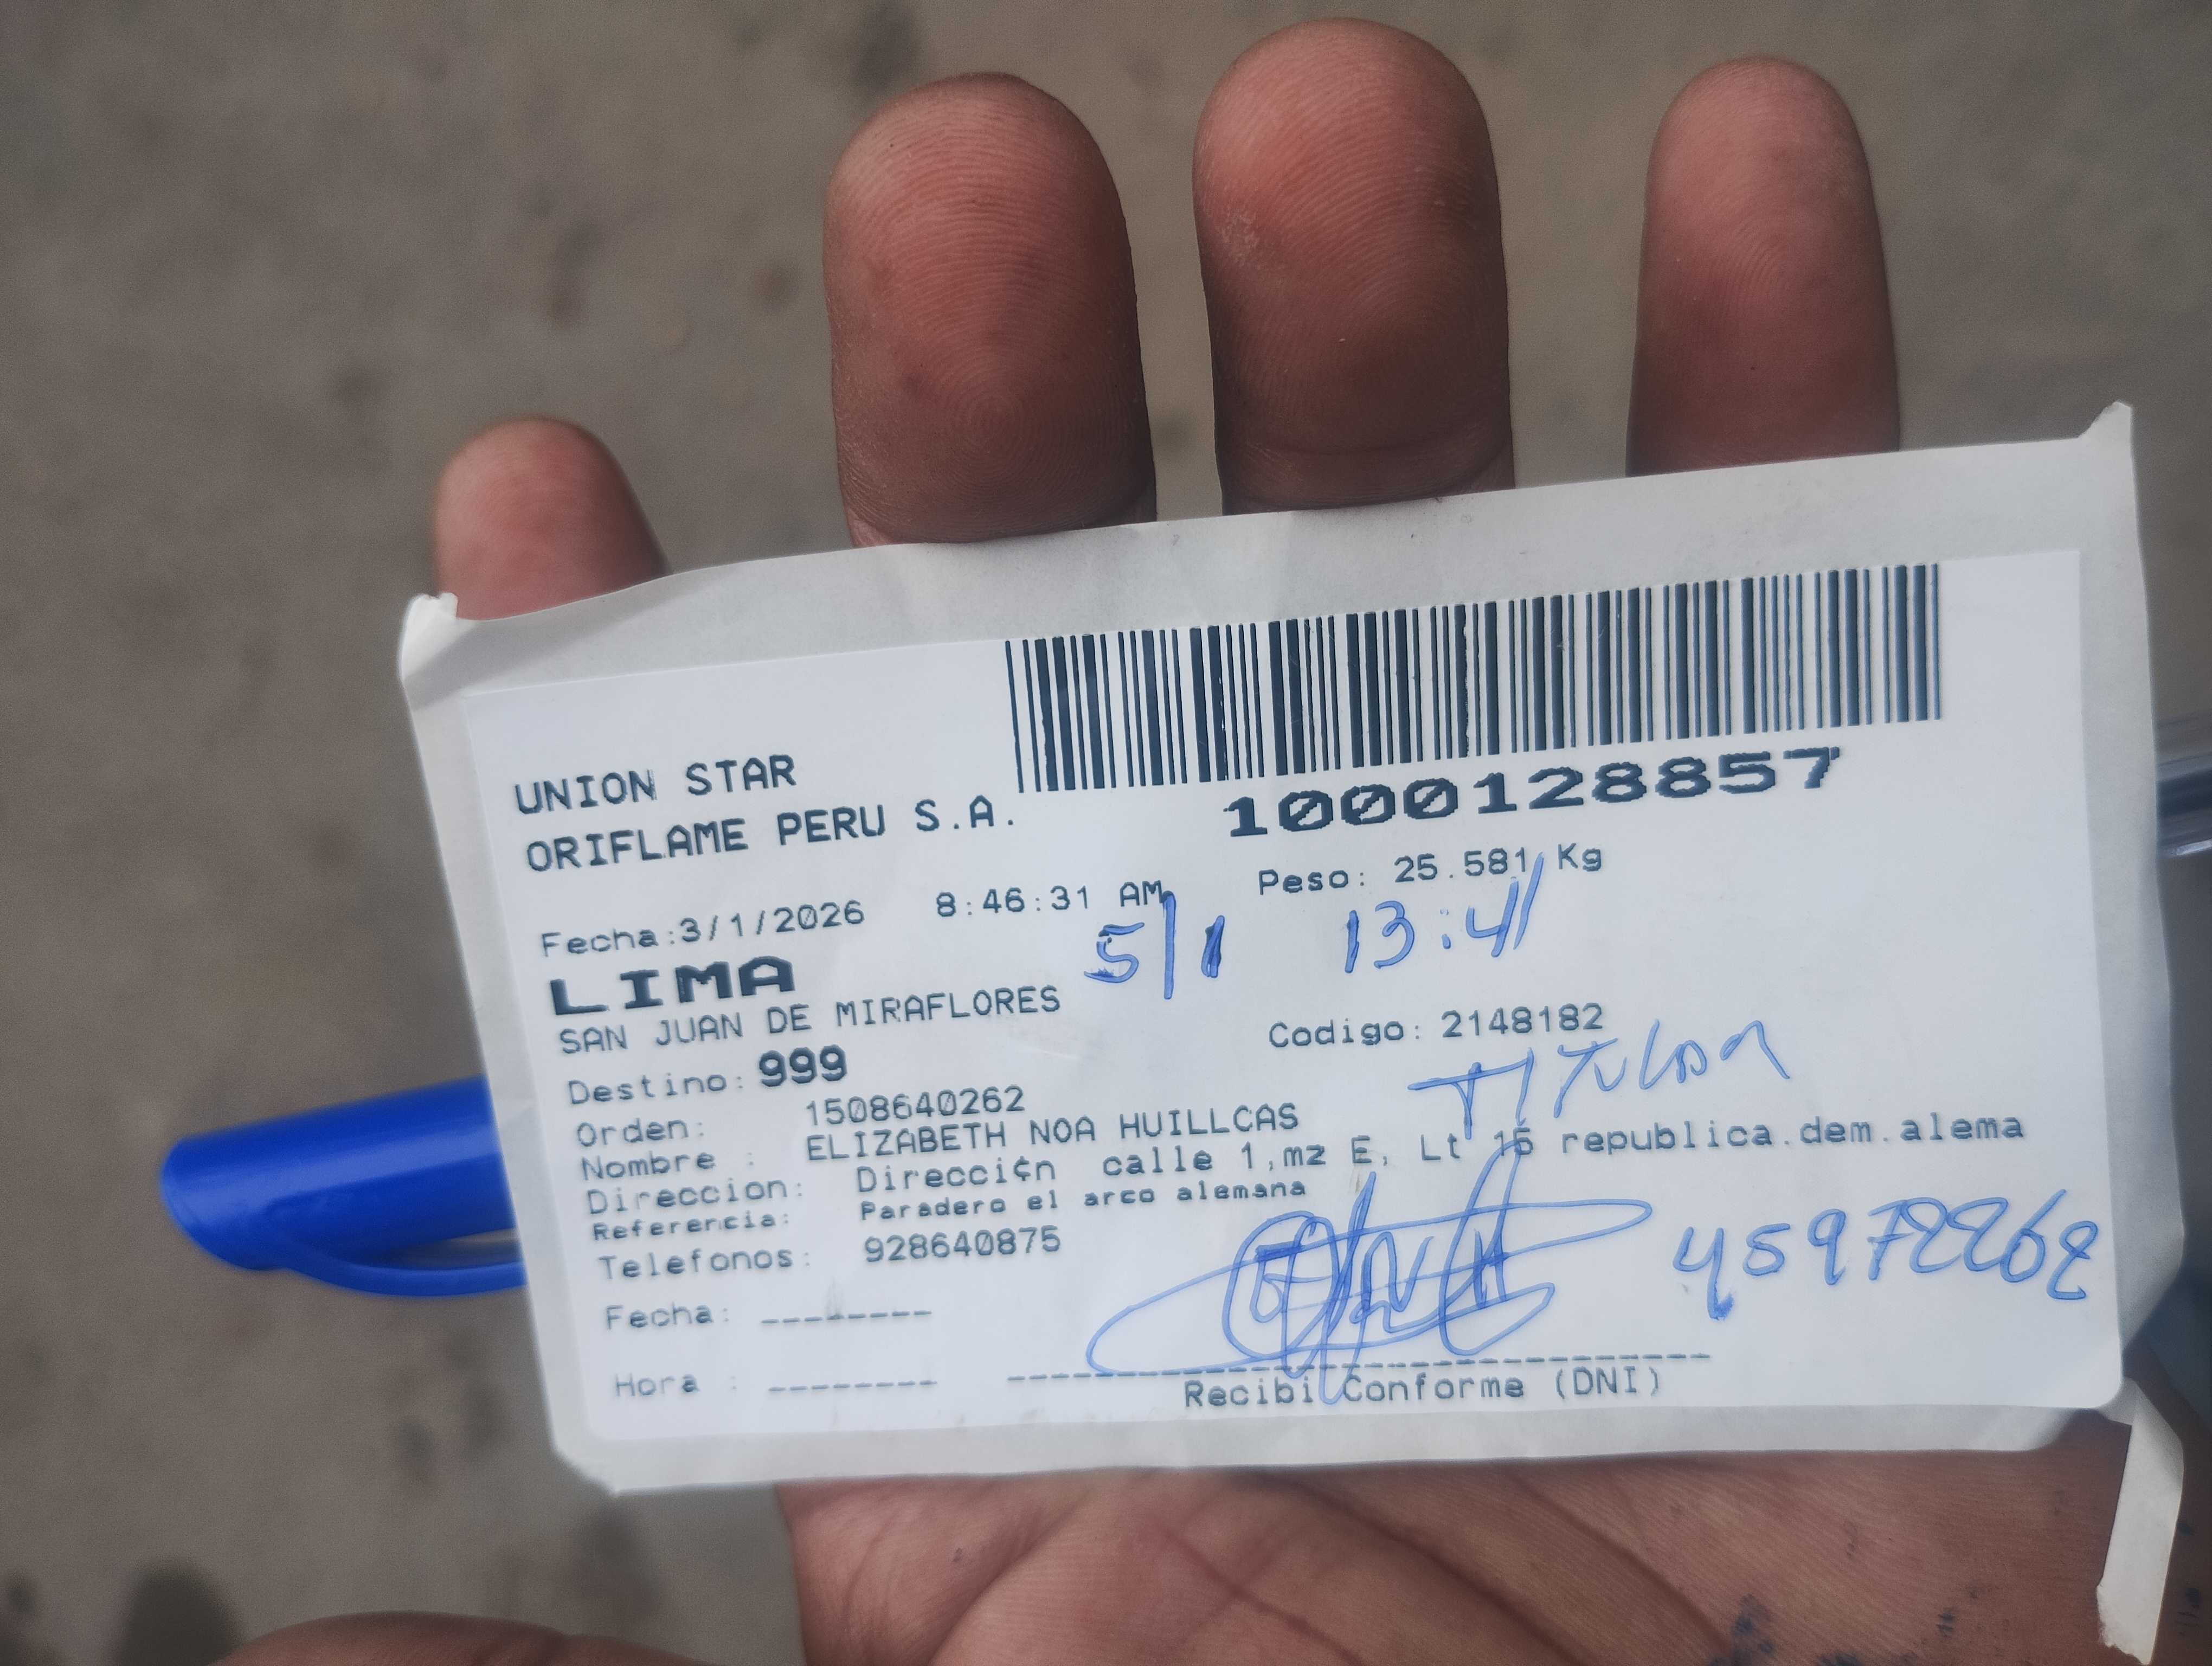 UNION STAR
ORIFLAME PERU S.A.
1000128857
Fecha:3/1/2026 8:46:31 AM Peso: 25.581 Kg
5/1 13:41
LIMA
SAN JUAN DE MIRAFLORES
Codigo: 2148182
Destino: 999
TITULAR
Orden: 1508640262
Nombre : ELIZABETH NOA HUILLCAS
Direccion: Direcci¢n calle 1,mz E, Lt 15 republica.dem.alema
Referencia: Paradero el arco alemana
Telefonos: 928640875
45972262
Fecha: --------
Hora : --------
Recibi Conforme (DNI)